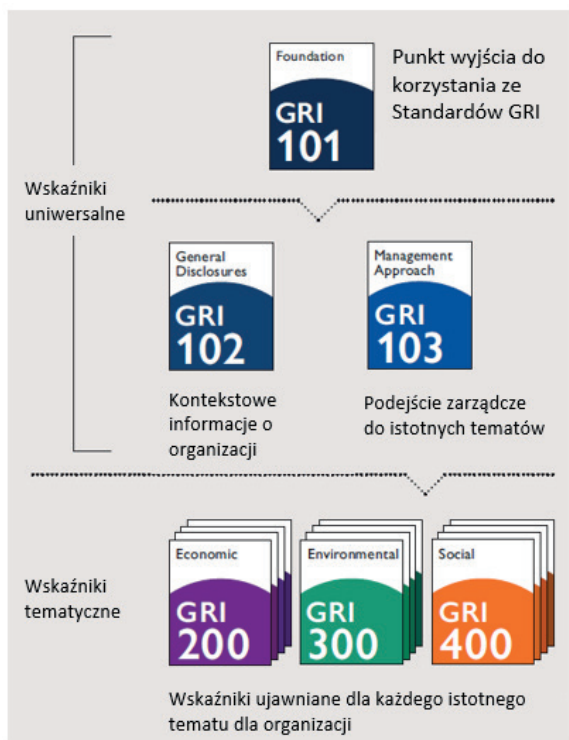 Foundation
GRI
101
Punkt wyjścia do
korzystania ze
Standardów GRI
Wskaźniki
uniwersalne
General
Disclosures
GRI
102
Management
Approach
GRI
103
Kontekstowe
informacje o
organizacji
Podejście zarządcze
do istotnych tematów
Wskaźniki
tematyczne
Economic
GRI
200
Environmental
GRI
300
Social
GRI
400
Wskaźniki ujawniane dla każdego istotnego
tematu dla organizacji